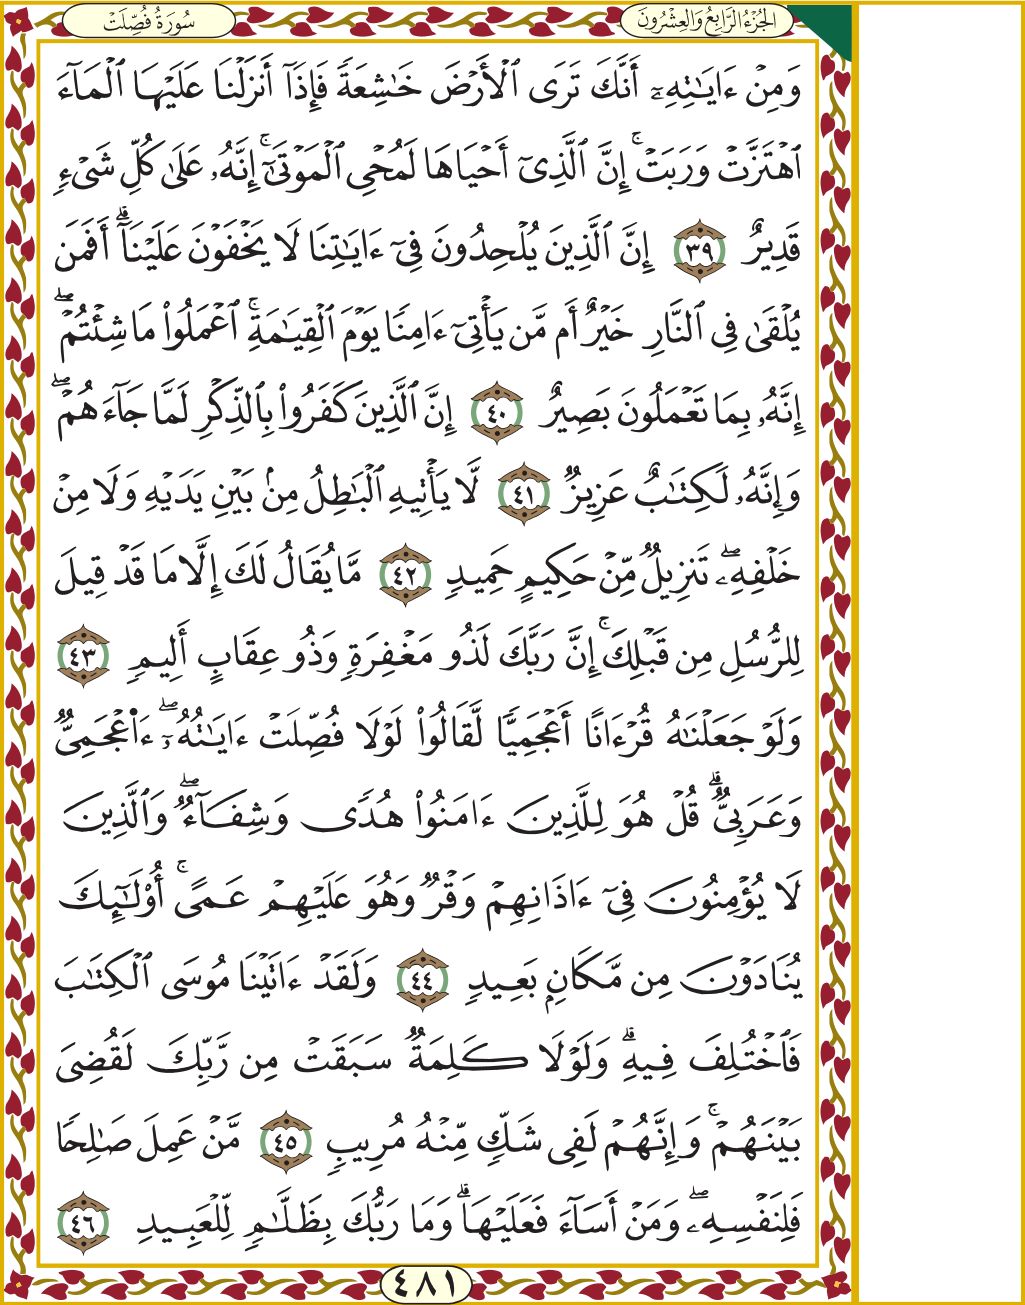 الجُزْءُ الرَّابِعُ وَالعِشْرُونَ
سُورَةُ فُصِّلَتْ
وَمِنْ ءَايَـٰتِهِۦٓ أَنَّكَ تَرَى ٱلْأَرْضَ خَـٰشِعَةً فَإِذَآ أَنزَلْنَا عَلَيْهَا ٱلْمَآءَ
ٱهْتَزَّتْ وَرَبَتْ ۚ إِنَّ ٱلَّذِىٓ أَحْيَاهَا لَمُحْىِ ٱلْمَوْتَىٰٓ ۚ إِنَّهُۥ عَلَىٰ كُلِّ شَىْءٍ
قَدِيرٌ ٣٩ إِنَّ ٱلَّذِينَ يُلْحِدُونَ فِىٓ ءَايَـٰتِنَا لَا يَخْفَوْنَ عَلَيْنَآ ۗ أَفَمَن
يُلْقَىٰ فِى ٱلنَّارِ خَيْرٌ أَم مَّن يَأْتِىٓ ءَامِنًا يَوْمَ ٱلْقِيَـٰمَةِ ۚ ٱعْمَلُوا۟ مَا شِئْتُمْ ۖ
إِنَّهُۥ بِمَا تَعْمَلُونَ بَصِيرٌ ٤٠ إِنَّ ٱلَّذِينَ كَفَرُوا۟ بِٱلذِّكْرِ لَمَّا جَآءَهُمْ ۖ
وَإِنَّهُۥ لَكِتَـٰبٌ عَزِيزٌ ٤١ لَّا يَأْتِيهِ ٱلْبَـٰطِلُ مِنۢ بَيْنِ يَدَيْهِ وَلَا مِنْ
خَلْفِهِۦ ۖ تَنزِيلٌ مِّنْ حَكِيمٍ حَمِيدٍ ٤٢ مَّا يُقَالُ لَكَ إِلَّا مَا قَدْ قِيلَ
لِلرُّسُلِ مِن قَبْلِكَ ۚ إِنَّ رَبَّكَ لَذُو مَغْفِرَةٍ وَذُو عِقَابٍ أَلِيمٍ ٤٣
وَلَوْ جَعَلْنَـٰهُ قُرْءَانًا أَعْجَمِيًّا لَّقَالُوا۟ لَوْلَا فُصِّلَتْ ءَايَـٰتُهُۥٓ ۖ ءَا۬عْجَمِىٌّ
وَعَرَبِىٌّ ۗ قُلْ هُوَ لِلَّذِينَ ءَامَنُوا۟ هُدًى وَشِفَآءٌ ۖ وَٱلَّذِينَ
لَا يُؤْمِنُونَ فِىٓ ءَاذَانِهِمْ وَقْرٌ وَهُوَ عَلَيْهِمْ عَمًى ۚ أُو۟لَـٰٓئِكَ
يُنَادَوْنَ مِن مَّكَانٍۭ بَعِيدٍ ٤٤ وَلَقَدْ ءَاتَيْنَا مُوسَى ٱلْكِتَـٰبَ
فَٱخْتُلِفَ فِيهِ ۗ وَلَوْلَا كَلِمَةٌ سَبَقَتْ مِن رَّبِّكَ لَقُضِىَ
بَيْنَهُمْ ۚ وَإِنَّهُمْ لَفِى شَكٍّ مِّنْهُ مُرِيبٍ ٤٥ مَّنْ عَمِلَ صَـٰلِحًا
فَلِنَفْسِهِۦ ۖ وَمَنْ أَسَآءَ فَعَلَيْهَا ۗ وَمَا رَبُّكَ بِظَلَّـٰمٍ لِّلْعَبِيدِ ٤٦
٤٨١